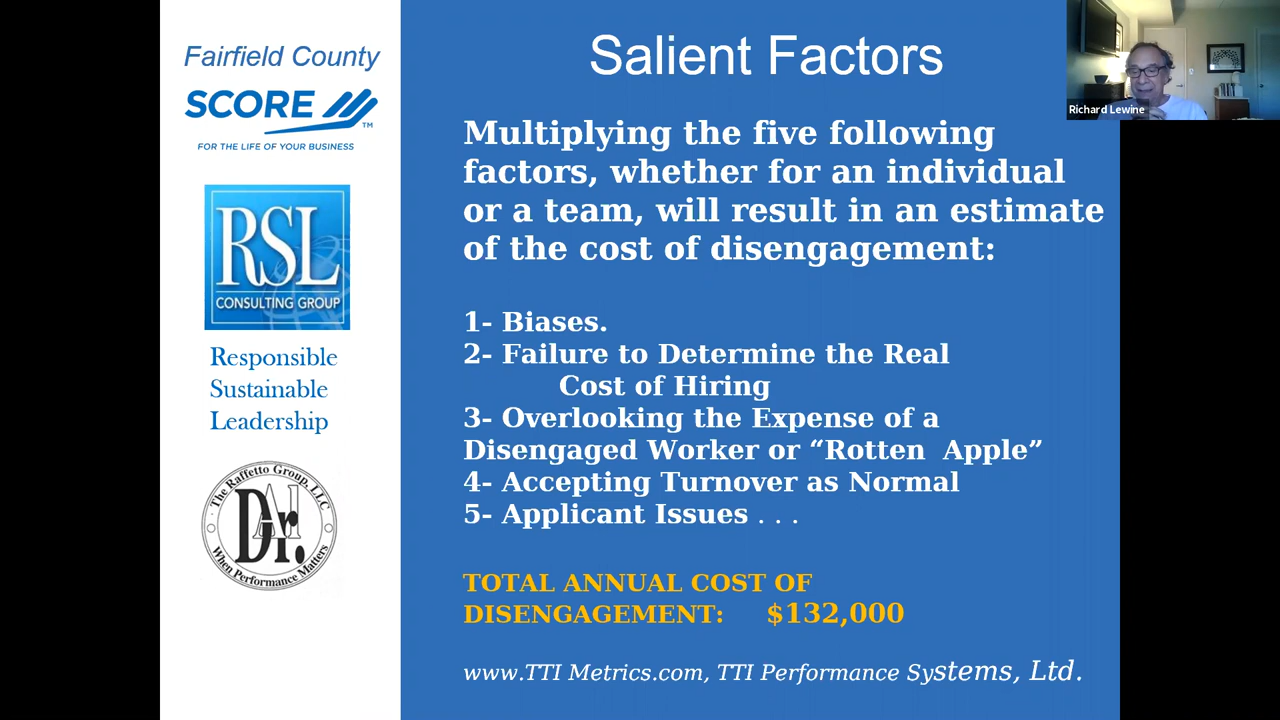 Fairfield County
SCORE
TM
FOR THE LIFE OF YOUR BUSINESS
RSL
CONSULTING GROUP
Responsible
Sustainable
Leadership
The Raffetto Group, LLC
Dr.
Al
When Performance Matters
Salient Factors
Multiplying the five following
factors, whether for an individual
or a team, will result in an estimate
of the cost of disengagement:
1- Biases.
2- Failure to Determine the Real
Cost of Hiring
3- Overlooking the Expense of a
Disengaged Worker or “Rotten Apple”
4- Accepting Turnover as Normal
5- Applicant Issues . . .
TOTAL ANNUAL COST OF
DISENGAGEMENT: $132,000
www.TTI Metrics.com, TTI Performance Systems, Ltd.
Richard Lewine